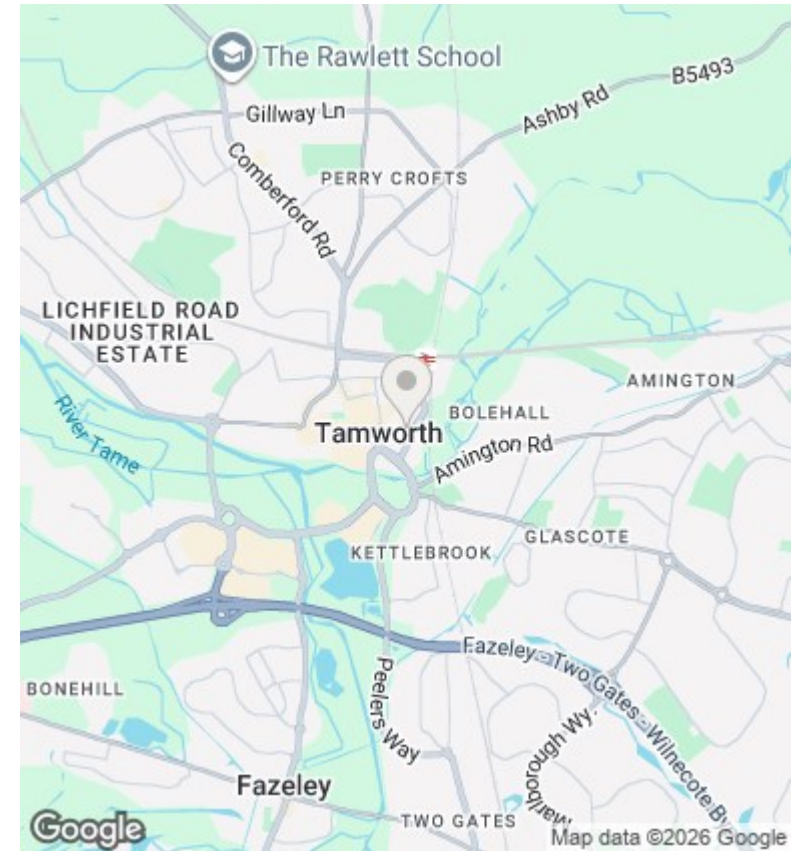 The Rawlett School
B5493
Ashby Rd
Gillway Ln
PERRY CROFTS
Comberford Rd
LICHFIELD ROAD
INDUSTRIAL
ESTATE
AMINGTON
BOLEHALL
River Tame
Tamworth
Amington Rd
GLASCOTE
KETTLEBROOK
Fazeley - Two Gates - Wilnecote By
BONEHILL
Peelers Way
Marlborough Wy.
Fazeley
TWO GATES
Google
Map data ©2026 Google